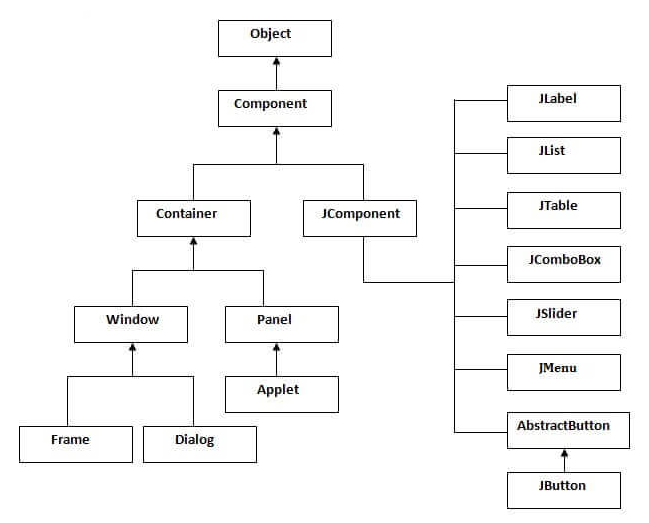 Object
Component
Container
JComponent
Window
Panel
Applet
Frame
Dialog
JLabel
JList
JTable
JComboBox
JSlider
JMenu
AbstractButton
JButton